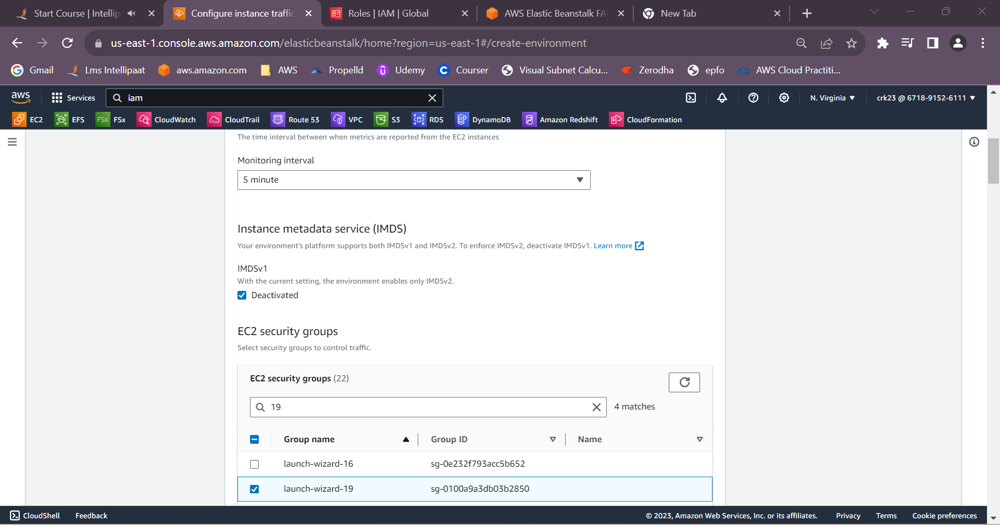 Start Course | Intellip
Configure instance traffic
Roles | IAM | Global
AWS Elastic Beanstalk FA
New Tab
us-east-1.console.aws.amazon.com/elasticbeanstalk/home?region=us-east-1#/create-environment
Gmail
Lms Intellipaat
aws.amazon.com
AWS
Propelld
Udemy
Courser
Visual Subnet Calcu...
Zerodha
epfo
AWS Cloud Practiti...
aws
Services
iam
N. Virginia
crk23 @ 6718-9152-6111
EC2
EFS
FSx
FSx
CloudWatch
CloudTrail
Route 53
VPC
S3
RDS
DynamoDB
Amazon Redshift
CloudFormation
The time interval between when metrics are reported from the EC2 instances
Monitoring interval
5 minute
Instance metadata service (IMDS)
Your environment's platform supports both IMDSv1 and IMDSv2. To enforce IMDSv2, deactivate IMDSv1. Learn more
IMDSv1
With the current setting, the environment enables only IMDSv2.
Deactivated
EC2 security groups
Select security groups to control traffic.
EC2 security groups (22)
19
4 matches
Group name
Group ID
Name
launch-wizard-16
sg-0e232f793acc5b652
launch-wizard-19
sg-0100a9a3db03b2850
CloudShell
Feedback
© 2023, Amazon Web Services, Inc. or its affiliates.
Privacy
Terms
Cookie preferences